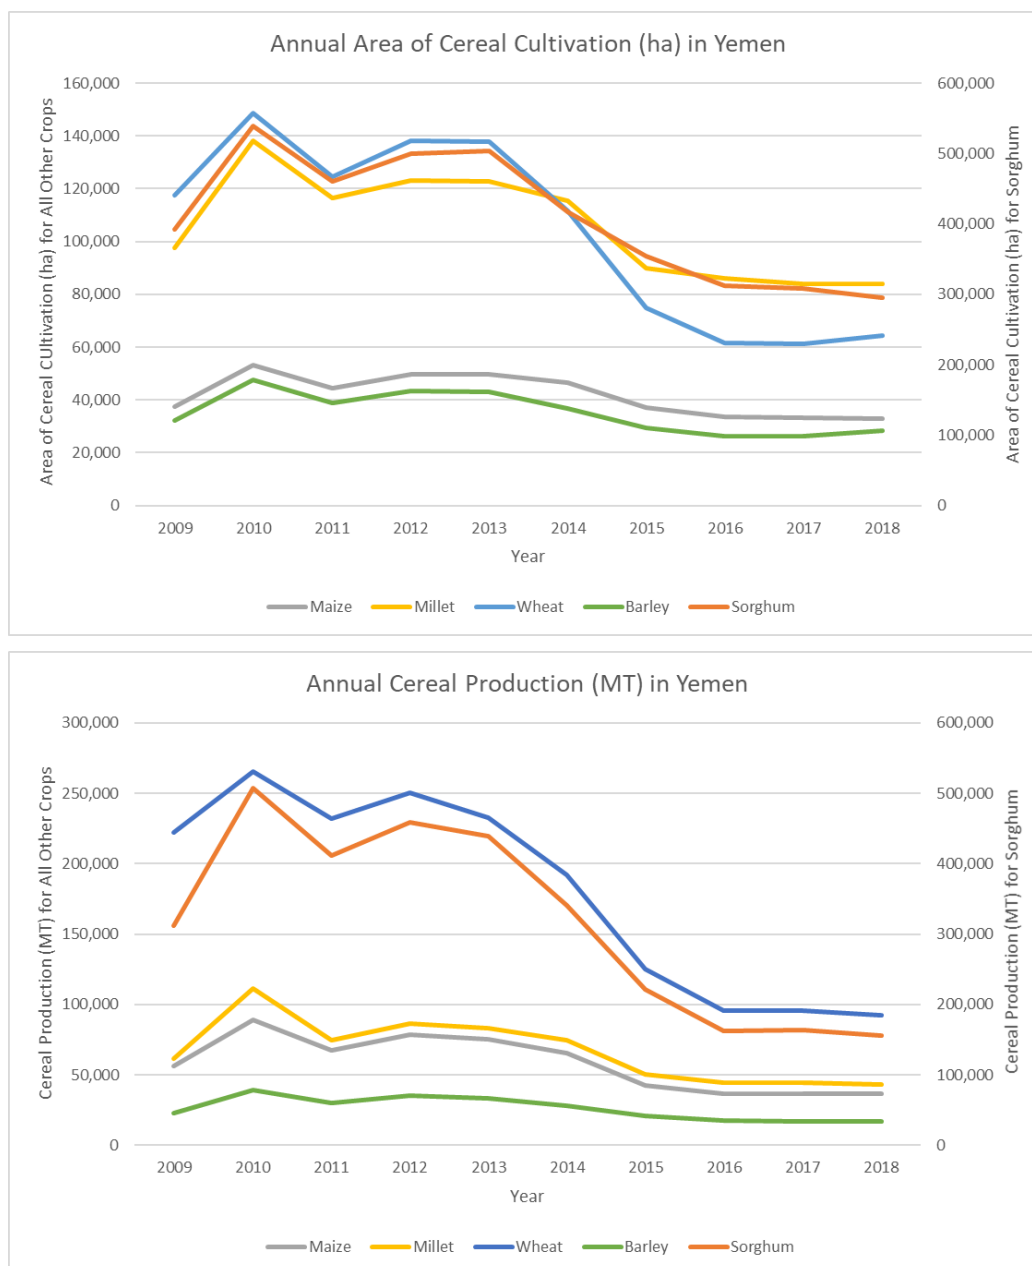 Annual Area of Cereal Cultivation (ha) in Yemen
Area of Cereal CUltivation (ha) for All Other Crops
160,000
140,000
120,000
100,000
80,000
60,000
40,000
20,000
0
600,000
500,000
400,000
300,000
200,000
100,000
0
Area of Cereal Cultivation (ha) for Sorghum
2009 2010 2011 2012 2013 2014 2015 2016 2017 2018
Year
Maize Millet Wheat Barley Sorghum
Annual Cereal Production (MT) in Yemen
Cereal Production (MT) for All Other Crops
300,000
250,000
200,000
150,000
100,000
50,000
0
600,000
500,000
400,000
300,000
200,000
100,000
0
Cereal Production (MT) for Sorghum
2009 2010 2011 2012 2013 2014 2015 2016 2017 2018
Year
Maize Millet Wheat Barley Sorghum